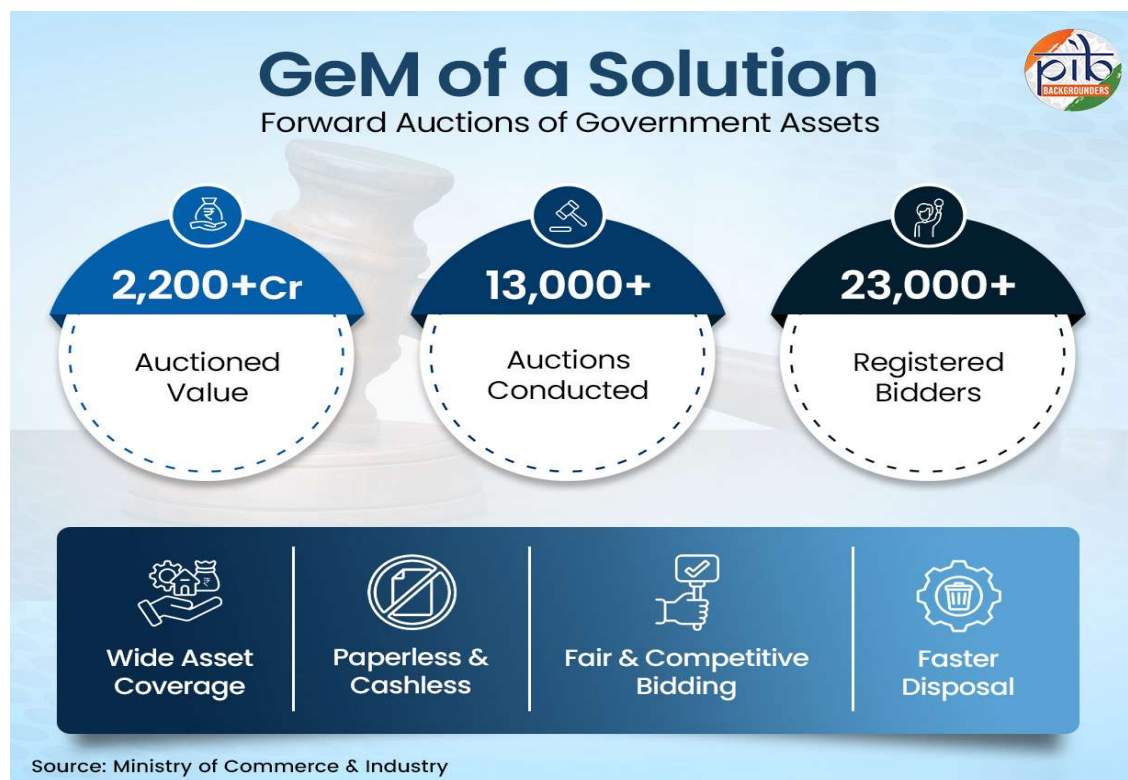 GeM of a Solution
Forward Auctions of Government Assets
पीआईबी
BACKGROUNDERS
2,200+Cr
Auctioned
Value
13,000+
Auctions
Conducted
23,000+
Registered
Bidders
Wide Asset
Coverage
Paperless &
Cashless
Fair & Competitive
Bidding
Faster
Disposal
Source: Ministry of Commerce & Industry